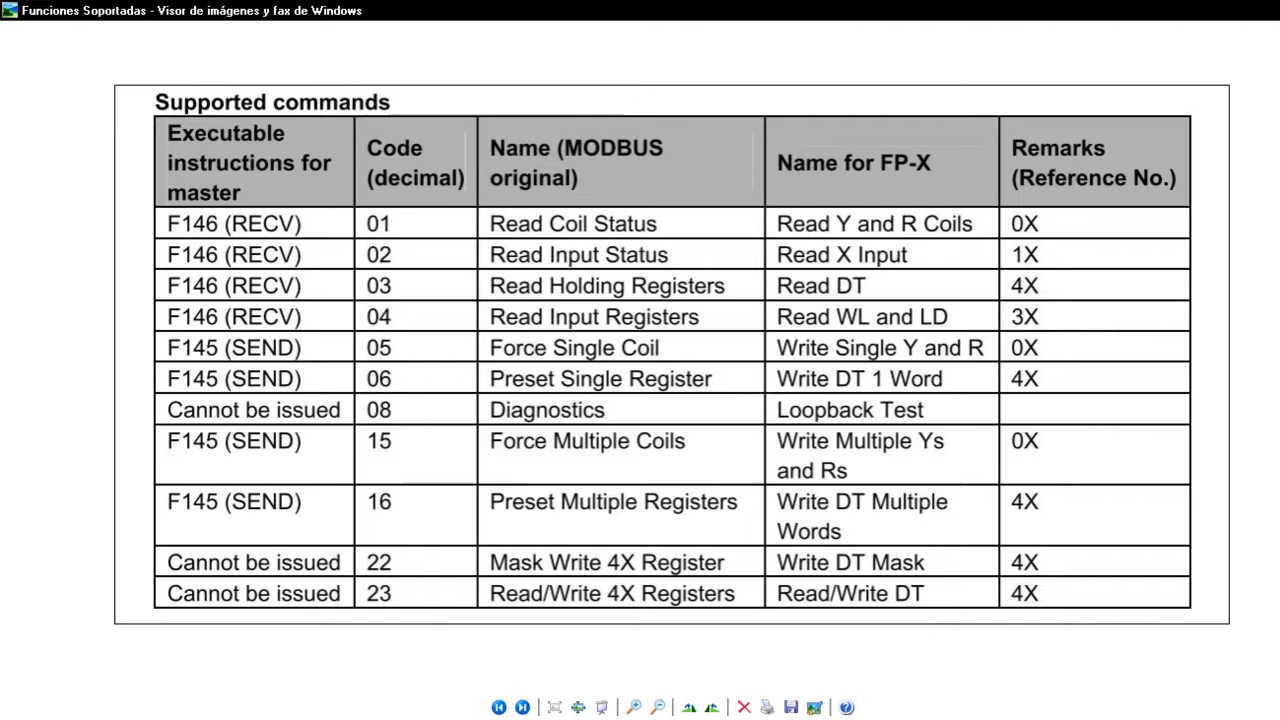 Funciones Soportadas - Visor de imágenes y fax de Windows
Supported commands
Executable instructions for master Code (decimal) Name (MODBUS original) Name for FP-X Remarks (Reference No.)
F146 (RECV) 01 Read Coil Status Read Y and R Coils 0X
F146 (RECV) 02 Read Input Status Read X Input 1X
F146 (RECV) 03 Read Holding Registers Read DT 4X
F146 (RECV) 04 Read Input Registers Read WL and LD 3X
F145 (SEND) 05 Force Single Coil Write Single Y and R 0X
F145 (SEND) 06 Preset Single Register Write DT 1 Word 4X
Cannot be issued 08 Diagnostics Loopback Test
F145 (SEND) 15 Force Multiple Coils Write Multiple Ys and Rs 0X
F145 (SEND) 16 Preset Multiple Registers Write DT Multiple Words 4X
Cannot be issued 22 Mask Write 4X Register Write DT Mask 4X
Cannot be issued 23 Read/Write 4X Registers Read/Write DT 4X